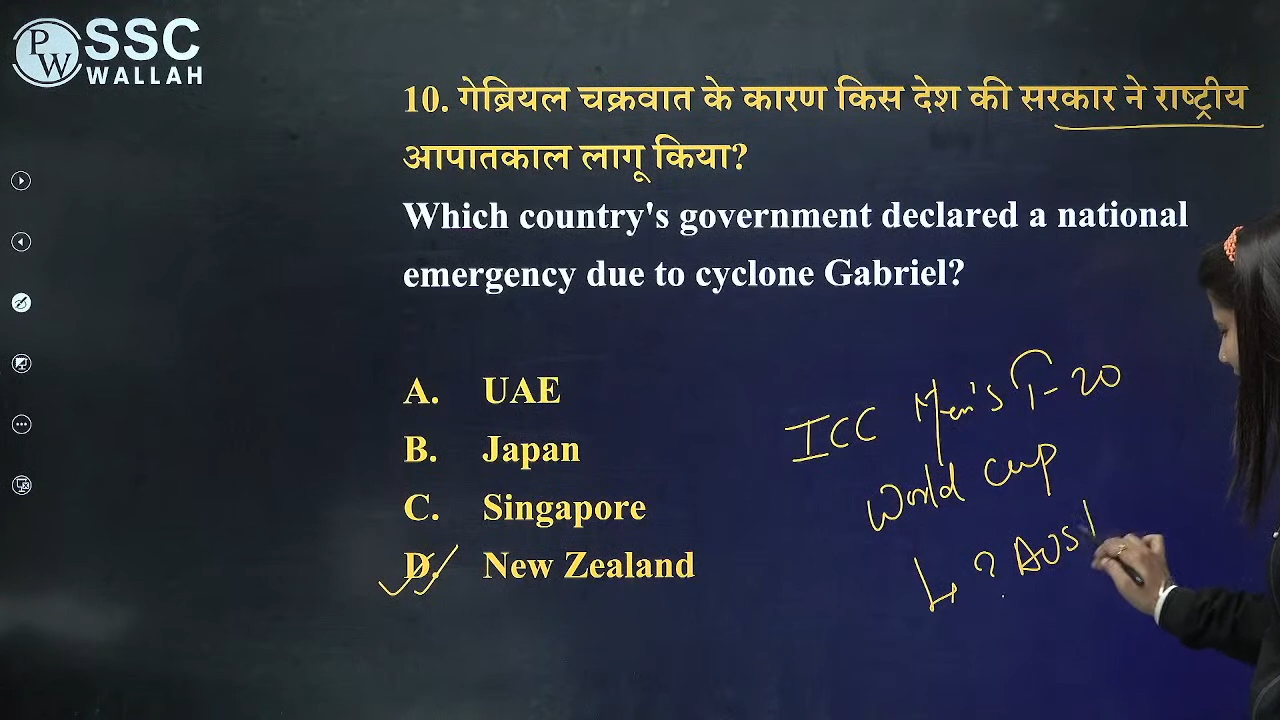 PW SSC
WALLAH
10. गेब्रियल चक्रवात के कारण किस देश की सरकार ने राष्ट्रीय
आपातकाल लागू किया?
Which country's government declared a national
emergency due to cyclone Gabriel?
A. UAE
B. Japan
C. Singapore
D. New Zealand
ICC Men's T-20
World cup
? AUS